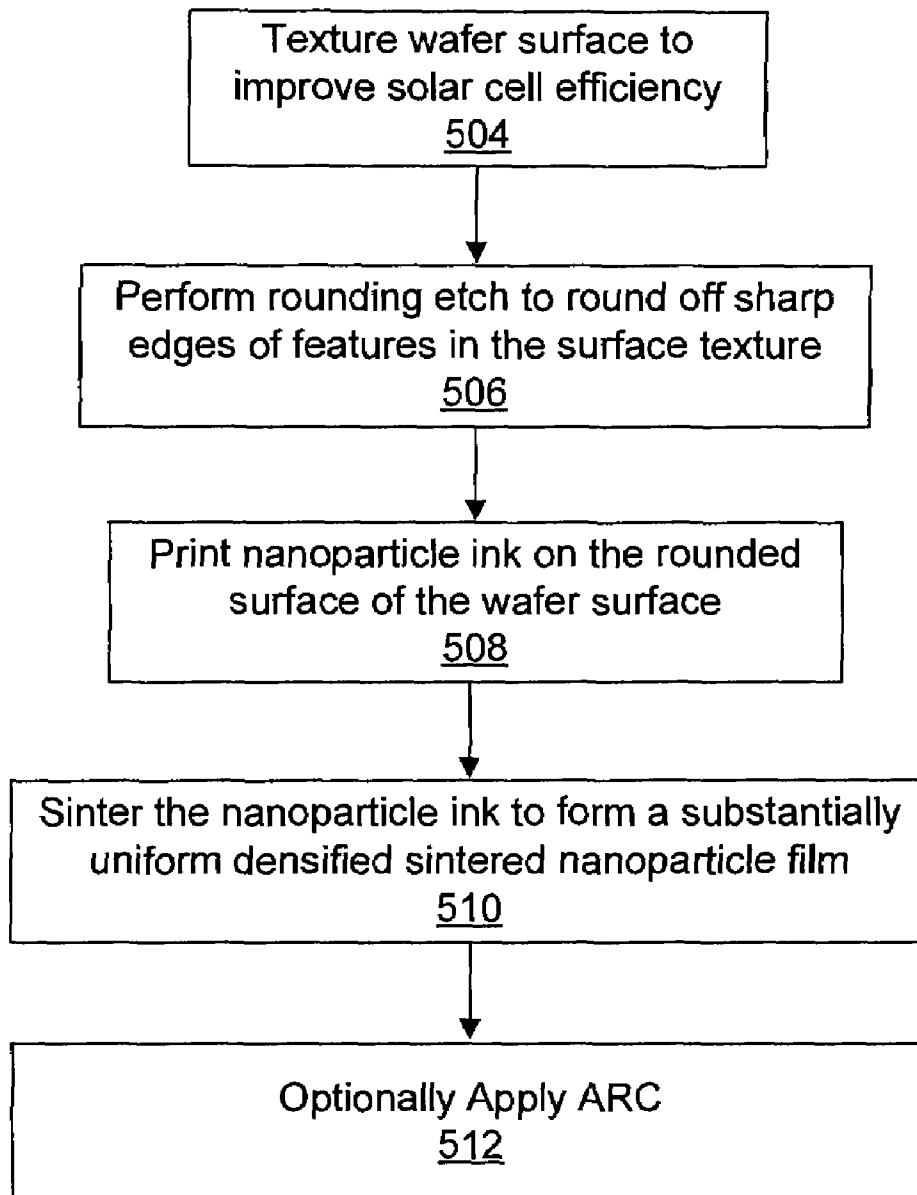 Texture wafer surface to
improve solar cell efficiency
504
Perform rounding etch to round off sharp
edges of features in the surface texture
506
Print nanoparticle ink on the rounded
surface of the wafer surface
508
Sinter the nanoparticle ink to form a substantially
uniform densified sintered nanoparticle film
510
Optionally Apply ARC
512